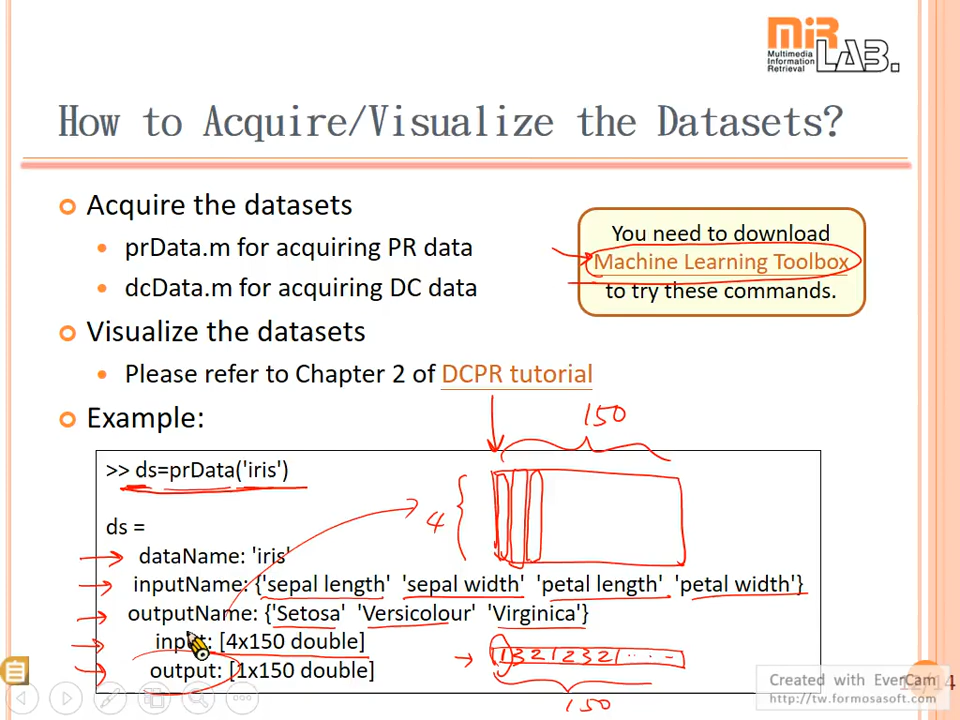 MIR
Multimedia
Information
Retrieval
LAB.
How to Acquire/Visualize the Datasets?
Acquire the datasets
prData.m for acquiring PR data
dcData.m for acquiring DC data
You need to download
Machine Learning Toolbox
to try these commands.
Visualize the datasets
Please refer to Chapter 2 of DCPR tutorial
Example:
150
>> ds=prData('iris')
4
ds =
dataName: 'iris'
inputName: {'sepal length' 'sepal width' 'petal length' 'petal width'}
outputName: {'Setosa' 'Versicolour' 'Virginica'}
input: [4x150 double]
output: [1x150 double]
150
Created with EverCam
http://tw.formosasoft.com